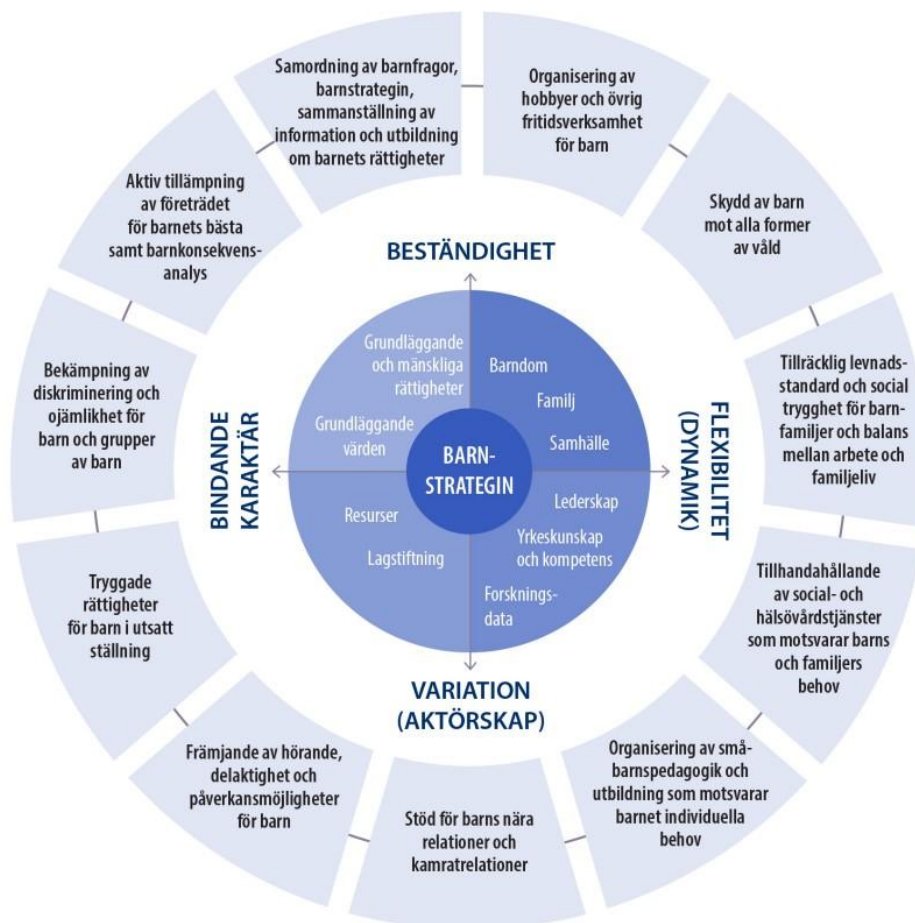 Samordning av barnfragor,
barnstrategin,
sammanställning av
information och utbildning
om barnets rättigheter
Organisering av
hobbyer och övrig
fritidsverksamhet
för barn
Skydd av barn
mot alla former
av våld
Tillräcklig levnads-
standard och social
trygghet för barn-
familjer och balans
mellan arbete och
familjeliv
Tillhandahållande
av social- och
hälsövårdstjänster
som motsvarar barns
och familjers
behov
Organisering av små-
barnspedagogik och
utbildning som motsvarar
barnet individuella
behov
Stöd för barns nära
relationer och
kamratrelationer
Främjande av hörande,
delaktighet och
påverkansmöjligheter
för barn
Tryggade
rättigheter
för barn i utsatt
ställning
Bekämpning av
diskriminering och
ojämlikhet för
barn och grupper
av barn
Aktiv tillämpning
av företrädet
för barnets bästa
samt barnkonsekvens-
analys
BESTÄNDIGHET
FLEXIBILITET
(DYNAMIK)
VARIATION
(AKTÖRSKAP)
BINDANDE
KARAKTÄR
Grundläggande
och mänskliga
rättigheter
Grundläggande
värden
Barndom
Familj
Samhälle
BARN-
STRATEGIN
Resurser
Lagstiftning
Lederskap
Yrkeskunskap
och kompetens
Forsknings-
data